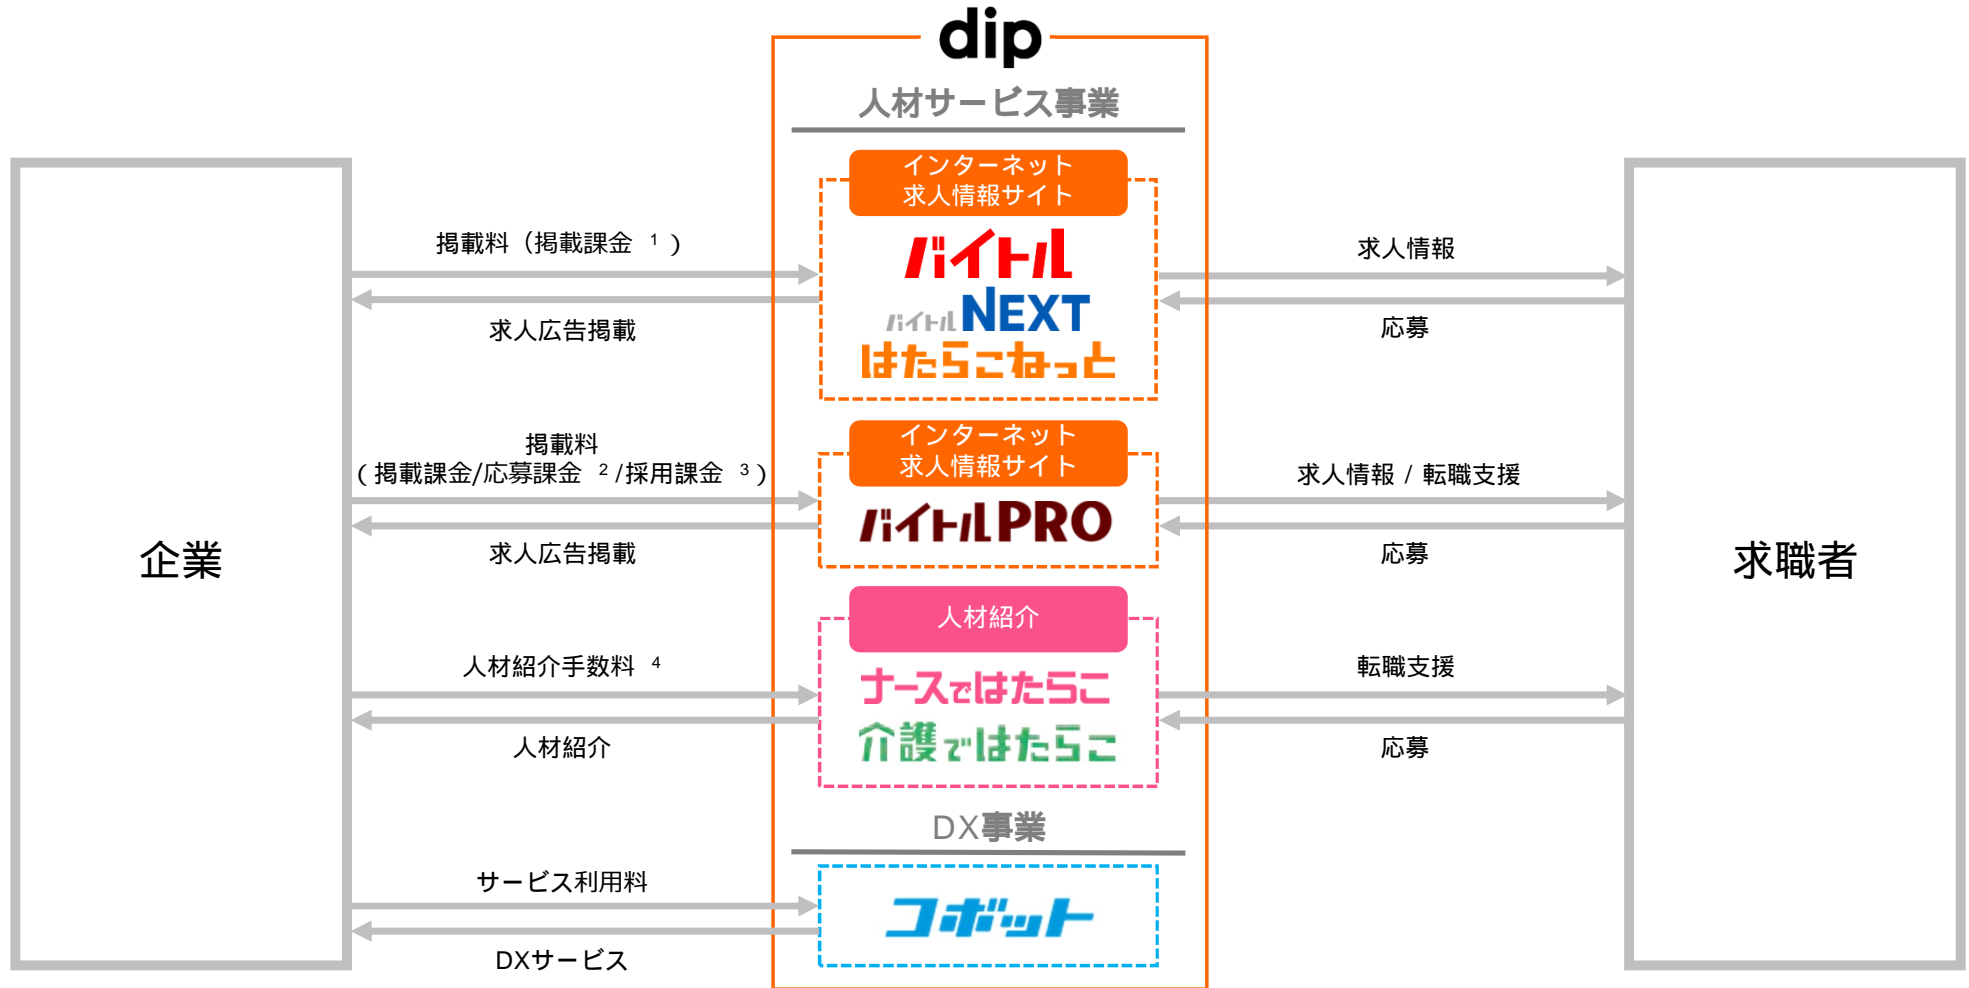 dip
人材サービス事業
インターネット
求人情報サイト
バイトル
バイトルNEXT
はたらこねっと
掲載料（掲載課金 1 ）
求人広告掲載
求人情報
応募
インターネット
求人情報サイト
バイトルPRO
掲載料
（掲載課金/応募課金 2 /採用課金 3 ）
求人広告掲載
求人情報 / 転職支援
応募
企業
求職者
人材紹介
ナースではたらこ
介護ではたらこ
人材紹介手数料 4
人材紹介
転職支援
応募
DX事業
コボット
サービス利用料
DXサービス